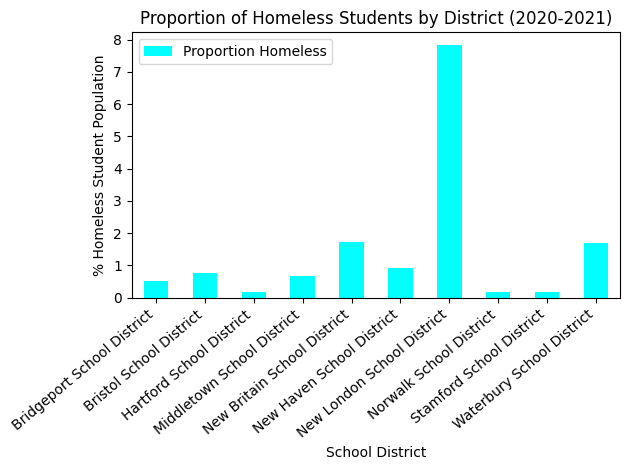 Proportion of Homeless Students by District (2020-2021)
Proportion Homeless
% Homeless Student Population
8
7
6
5
4
3
2
1
0
Bridgeport School District
Bristol School District
Hartford School District
Middletown School District
New Britain School District
New Haven School District
New London School District
Norwalk School District
Stamford School District
Waterbury School District
School District